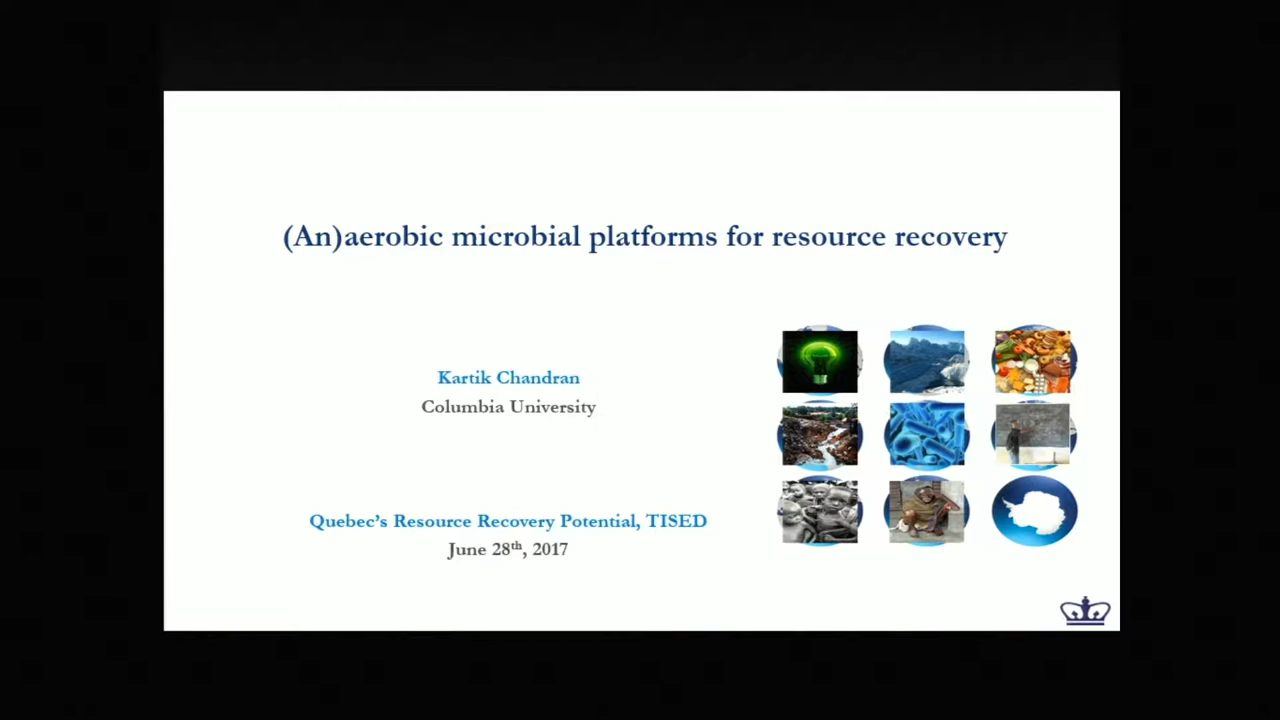 (An)aerobic microbial platforms for resource recovery
Kartik Chandran
Columbia University
Quebec's Resource Recovery Potential, TISED
June 28th, 2017